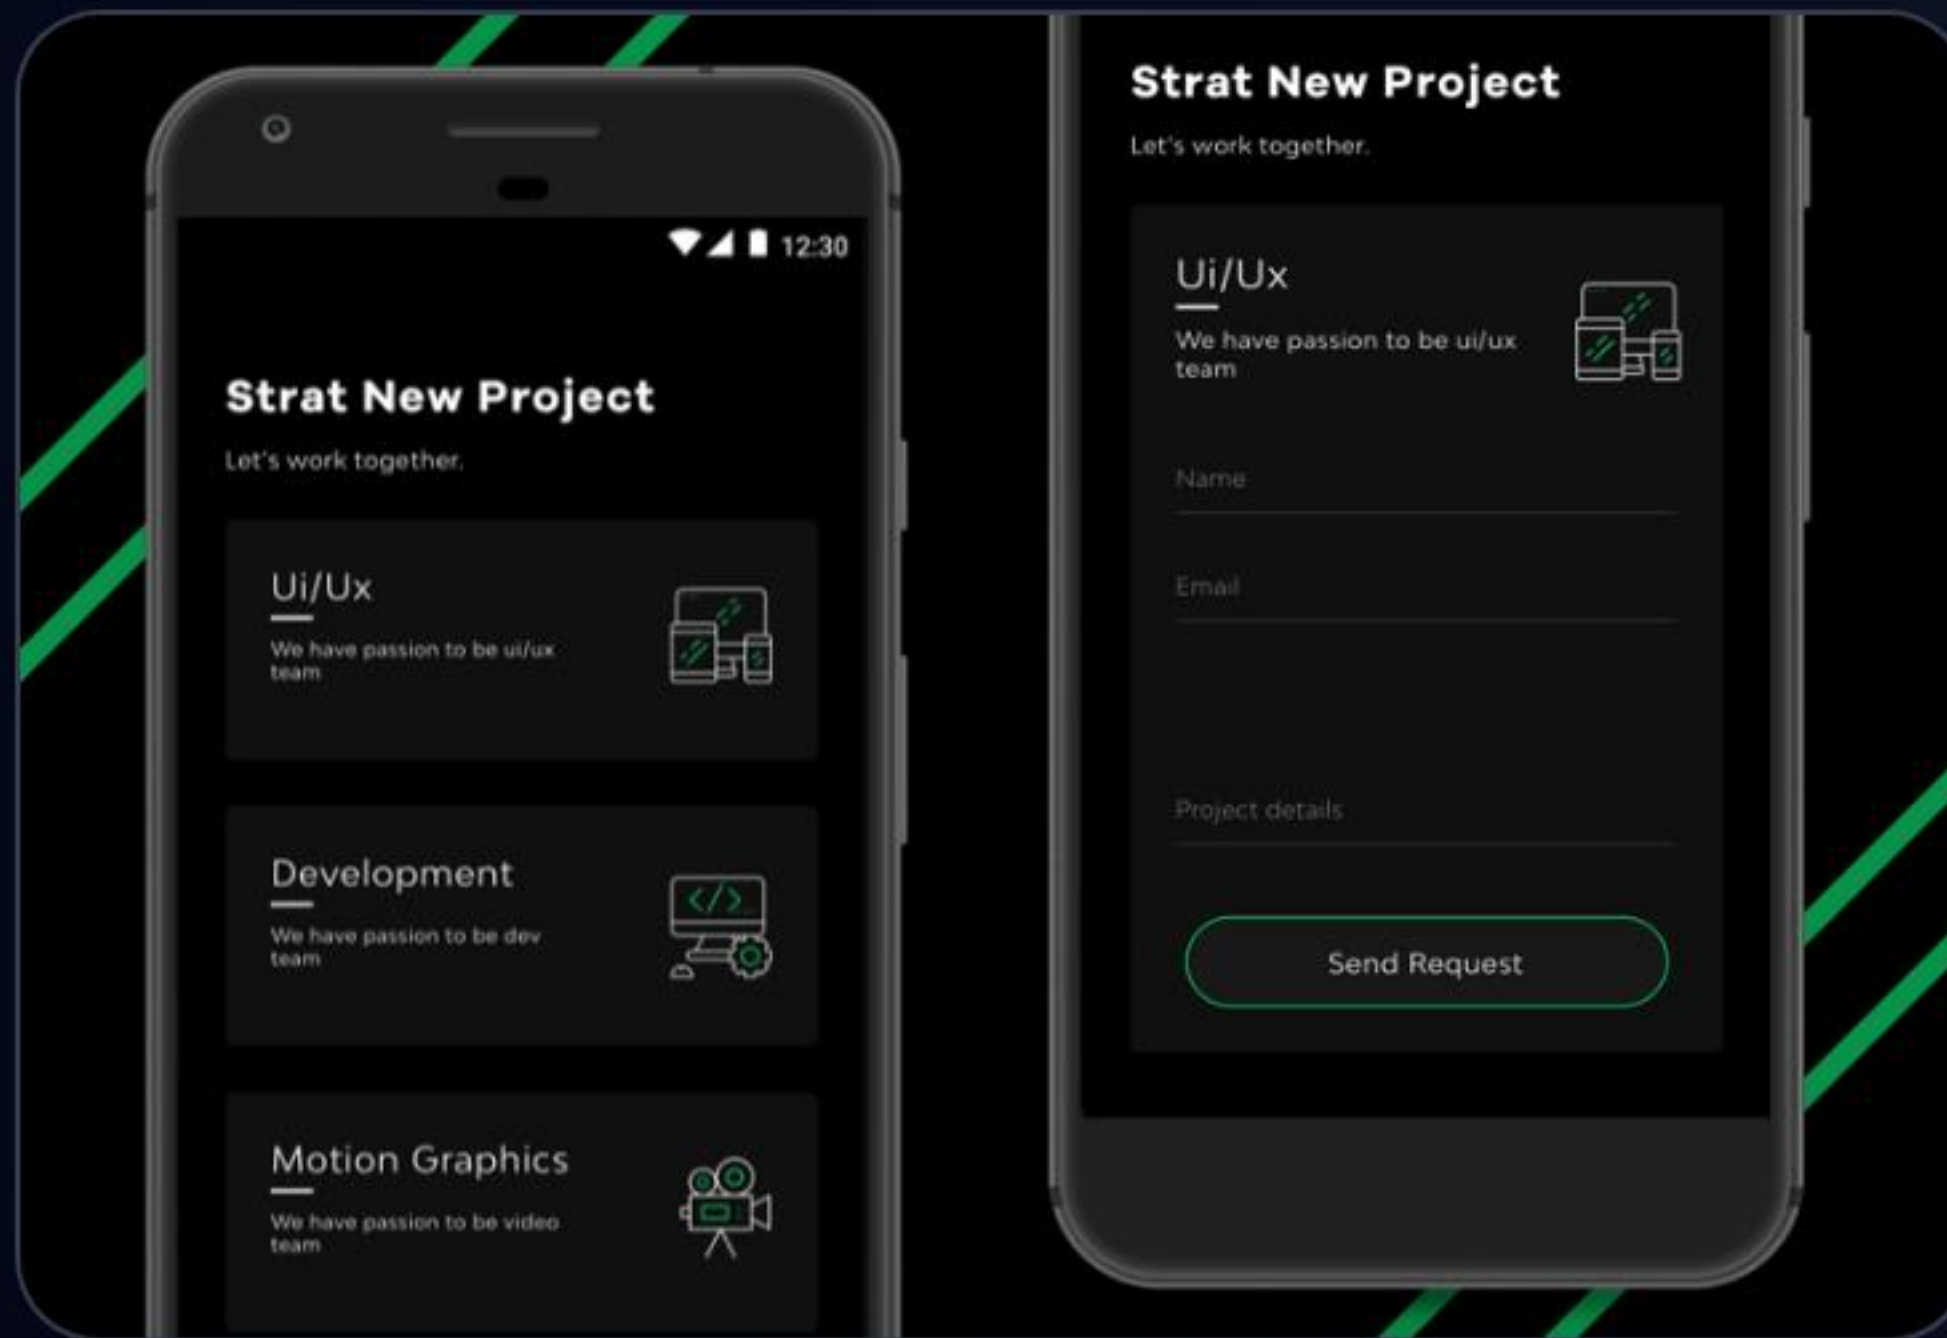 12:30
Strat New Project
Let's work together.
Ui/Ux
We have passion to be ui/ux
team
Development
We have passion to be dev
team
</>
Motion Graphics
We have passion to be video
team
Strat New Project
Let's work together.
Ui/Ux
We have passion to be ui/ux
team
Name
Email
Project details
Send Request